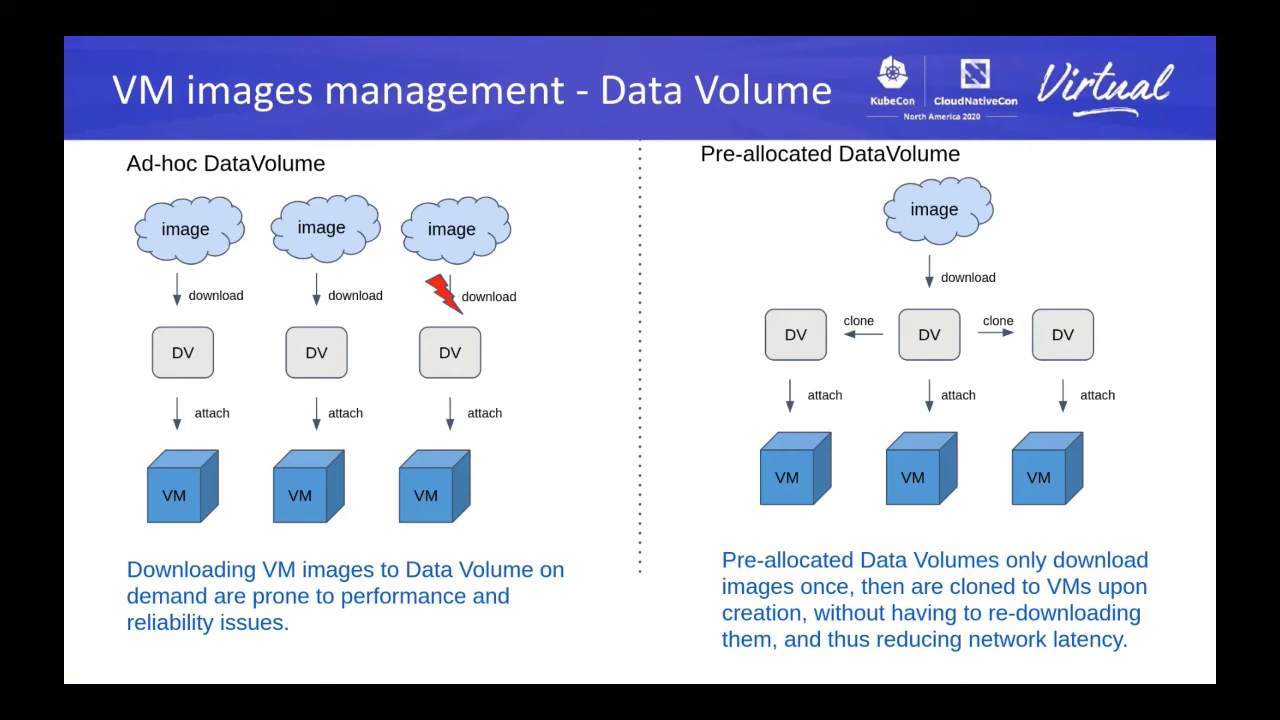 VM images management - Data Volume
KubeCon
CloudNativeCon
North America 2020
Virtual
Ad-hoc DataVolume
image
image
image
download
download
download
DV
DV
DV
attach
attach
attach
VM
VM
VM
Downloading VM images to Data Volume on
demand are prone to performance and
reliability issues.
Pre-allocated DataVolume
image
download
clone
clone
DV
DV
DV
attach
attach
attach
VM
VM
VM
Pre-allocated Data Volumes only download
images once, then are cloned to VMs upon
creation, without having to re-downloading
them, and thus reducing network latency.